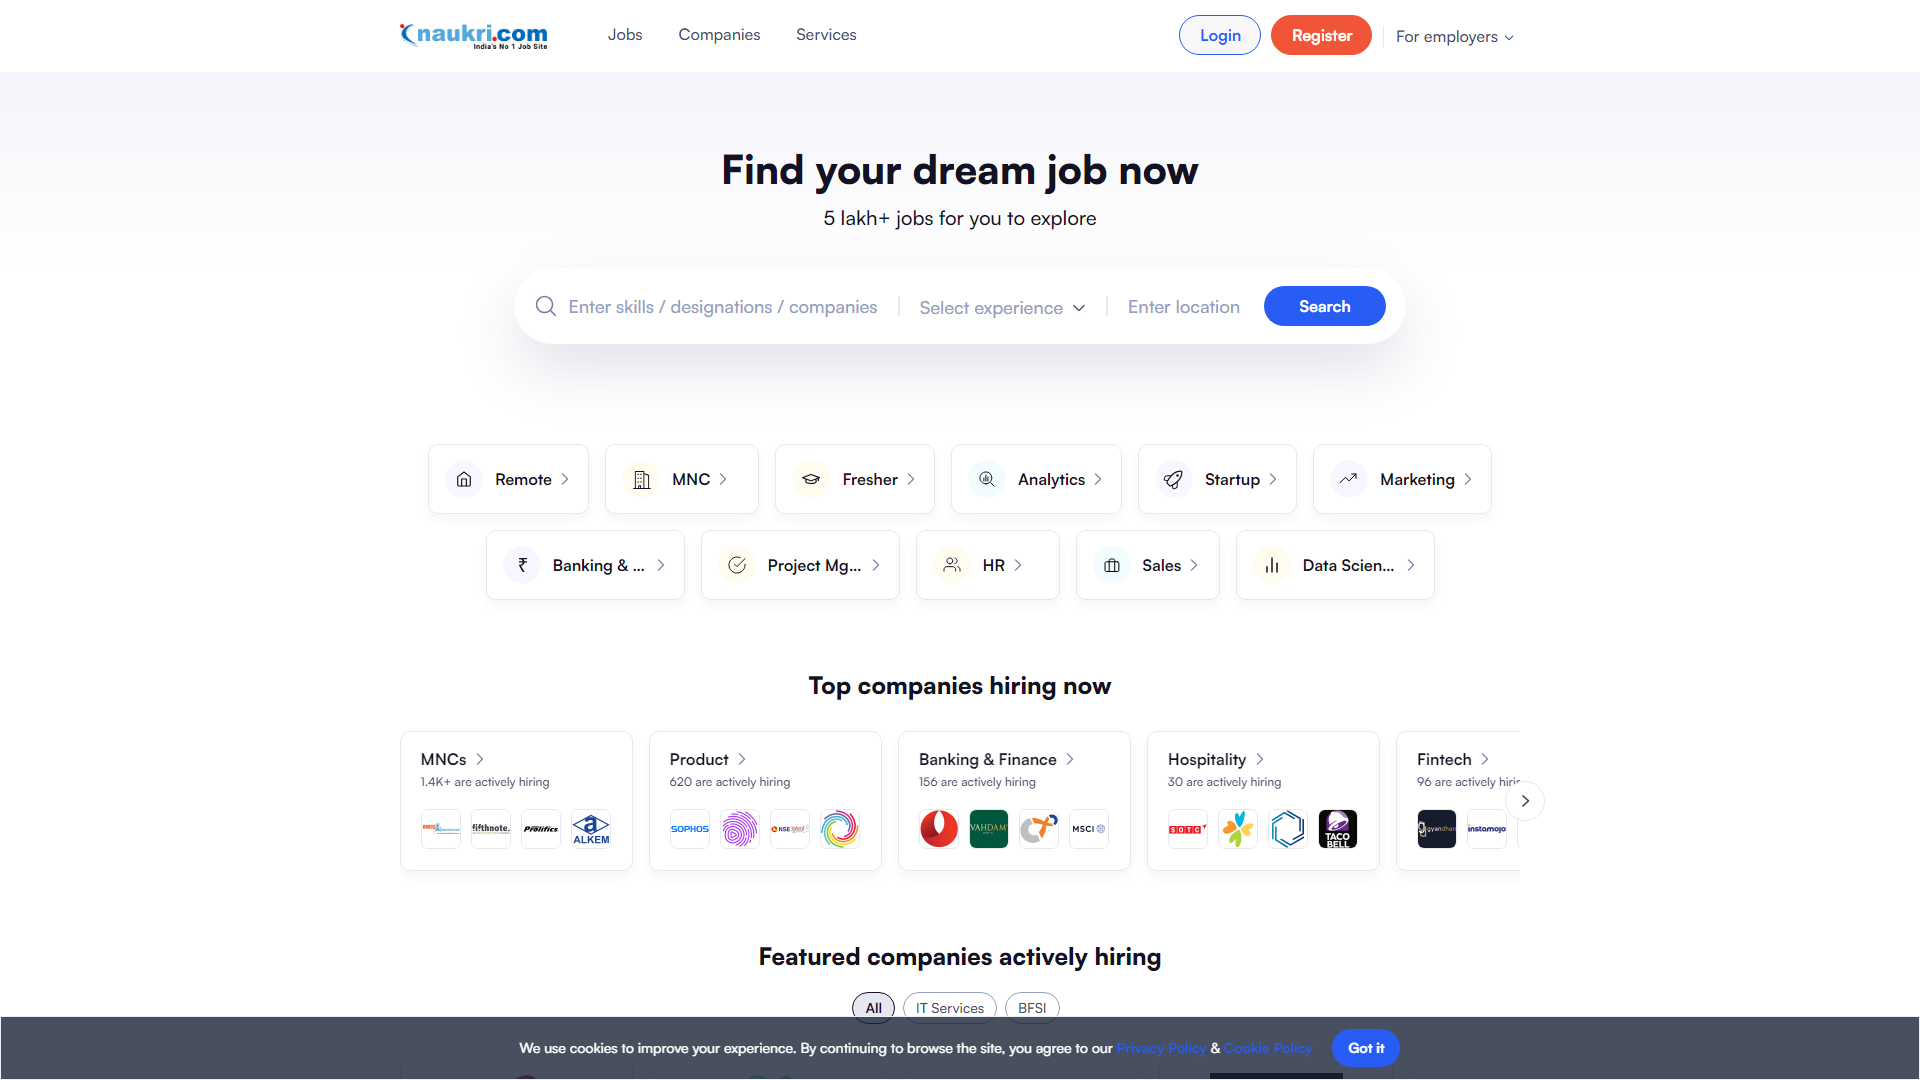 naukri.com
India's No 1 Job Site
Jobs
Companies
Services
Login
Register
For employers
Find your dream job now
5 lakh+ jobs for you to explore
Enter skills / designations / companies
Select experience
Enter location
Search
Remote
MNC
Fresher
Analytics
Startup
Marketing
Banking & ...
Project Mg...
HR
Sales
Data Scien...
Top companies hiring now
MNCs
1.4K+ are actively hiring
fifthnote.
Prolifics
ALKEM
Product
620 are actively hiring
SOPHOS
NSE
Banking & Finance
156 are actively hiring
VAHDAM
MSCI
Hospitality
30 are actively hiring
SOTC
TACO
BELL
Fintech
96 are actively hirin
gyandhan
instamojo
Featured companies actively hiring
All
IT Services
BFSI
We use cookies to improve your experience. By continuing to browse the site, you agree to our Privacy Policy & Cookie Policy
Got it